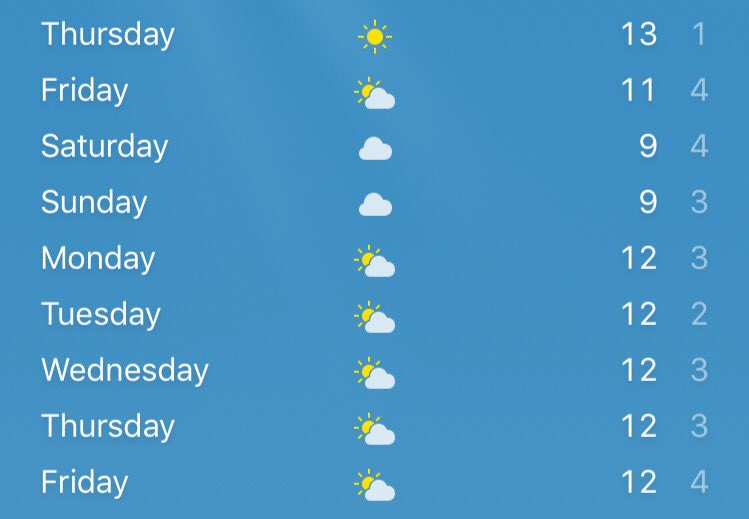 Thursday 13 1
Friday 11 4
Saturday 9 4
Sunday 9 3
Monday 12 3
Tuesday 12 2
Wednesday 12 3
Thursday 12 3
Friday 12 4